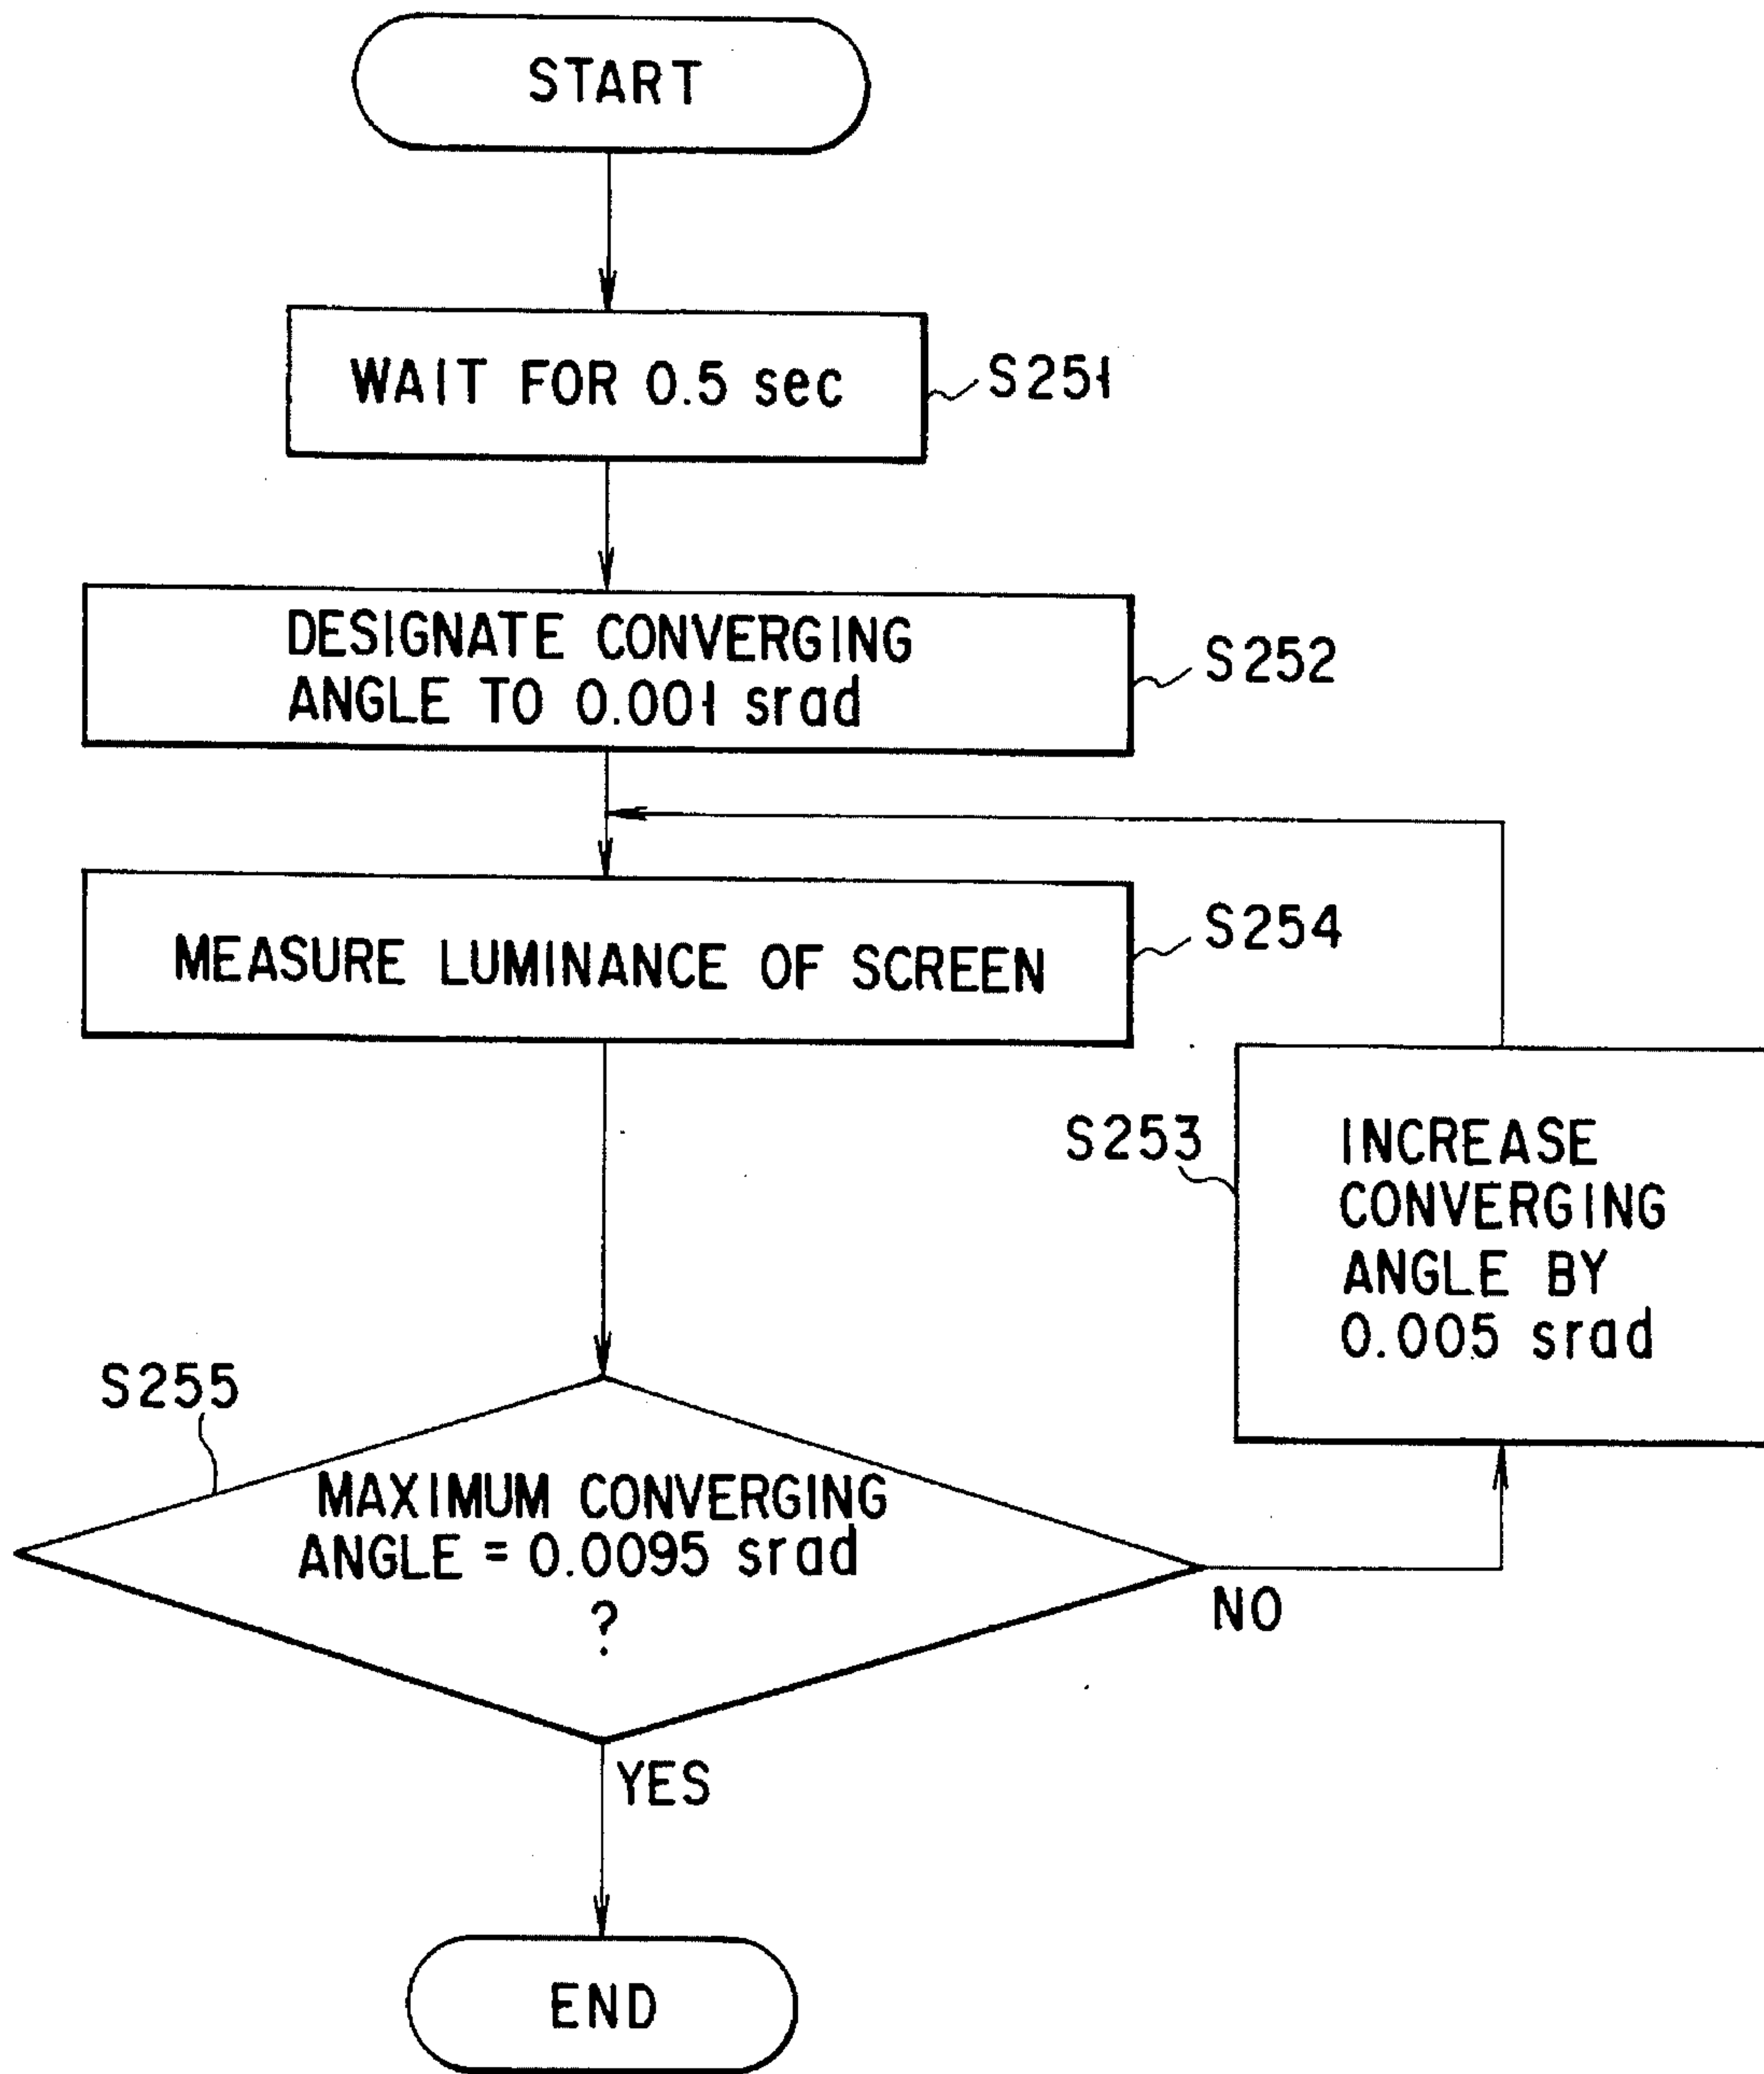 START
WAIT FOR 0.5 sec
S251
DESIGNATE CONVERGING
ANGLE TO 0.001 srad
S252
MEASURE LUMINANCE OF SCREEN
S254
S253
INCREASE
CONVERGING
ANGLE BY
0.005 srad
S255
MAXIMUM CONVERGING
ANGLE = 0.0095 srad
?
NO
YES
END